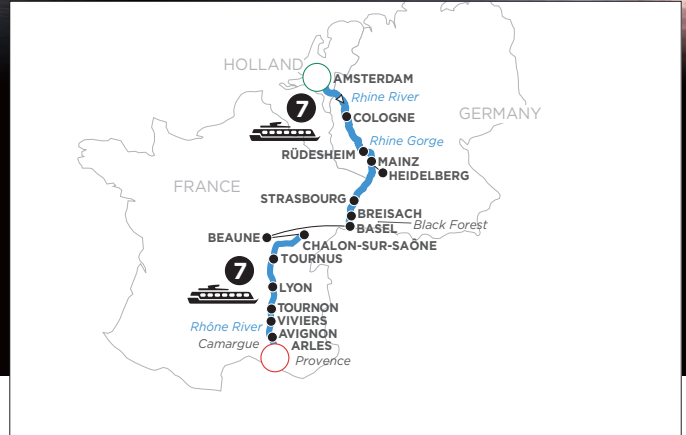 HOLLAND
AMSTERDAM
Rhine River
7
COLOGNE
GERMANY
Rhine Gorge
RÜDESHEIM
MAINZ
HEIDELBERG
FRANCE
STRASBOURG
BREISACH
Black Forest
BASEL
BEAUNE
CHALON-SUR-SAÔNE
TOURNUS
7
LYON
TOURNON
VIVIERS
Rhône River
AVIGNON
Camargue
ARLES
Provence